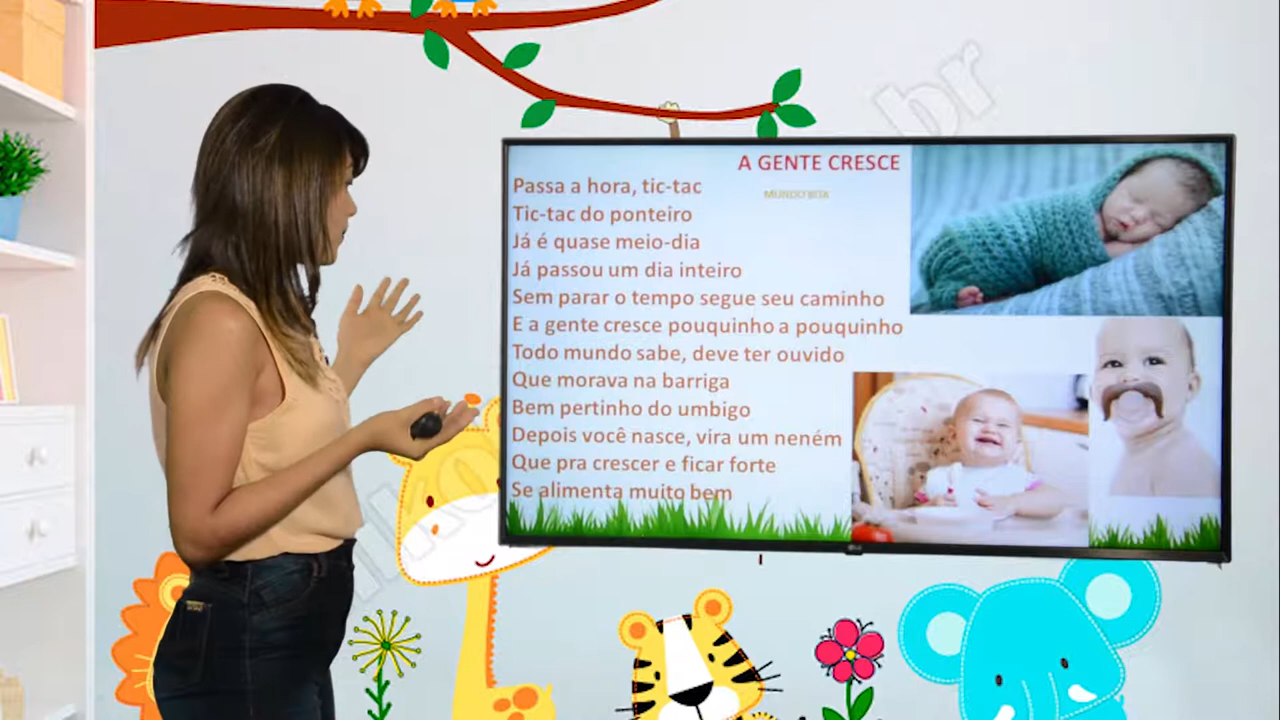 A GENTE CRESCE
MUNDO BITA
Passa a hora, tic-tac
Tic-tac do ponteiro
Já é quase meio-dia
Já passou um dia inteiro
Sem parar o tempo segue seu caminho
E a gente cresce pouquinho a pouquinho
Todo mundo sabe, deve ter ouvido
Que morava na barriga
Bem pertinho do umbigo
Depois você nasce, vira um neném
Que pra crescer e ficar forte
Se alimenta muito bem
LG
br